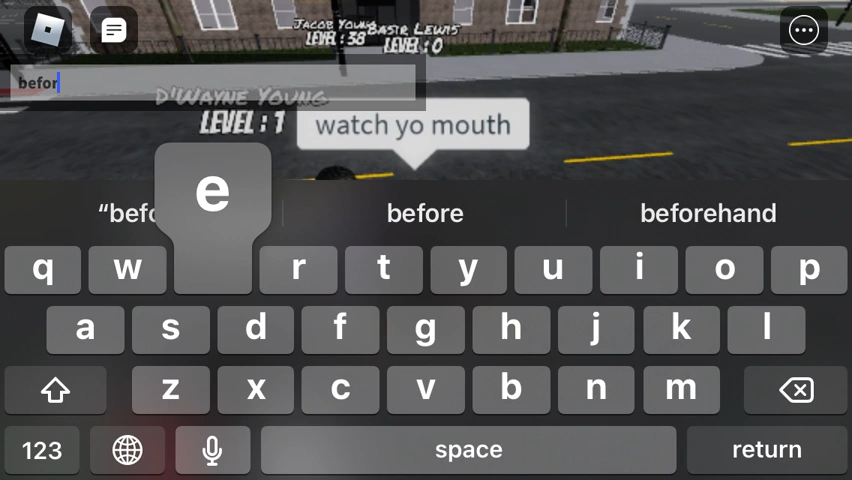 Jacob Young
LEVEL : 38
Basir Lewis
LEVEL : 0
befor
D'Wayne Young
LEVEL : 1
watch yo mouth
e
before
beforehand
q w r t y u i o p
a s d f g h j k l
z x c v b n m
123
space
return